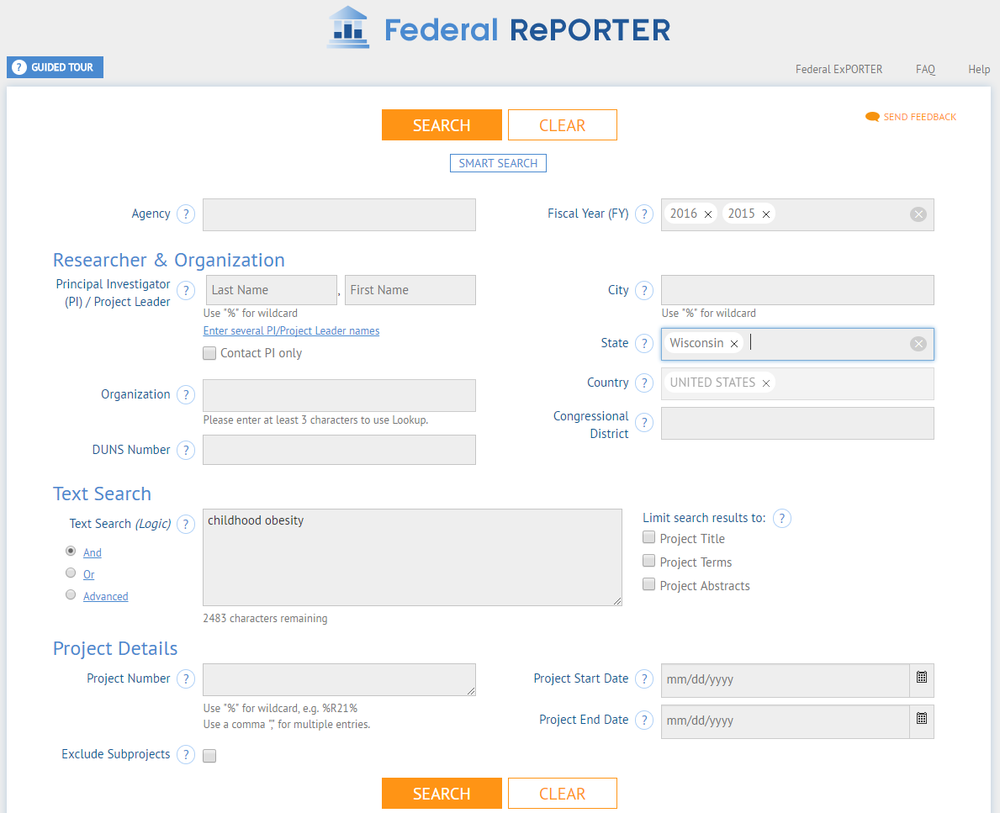 Federal RePORTER
? GUIDED TOUR
Federal ExPORTER FAQ Help
SEARCH CLEAR
SEND FEEDBACK
SMART SEARCH
Agency ?
Fiscal Year (FY) ? 2016 × 2015 ×
Researcher & Organization
Principal Investigator
(PI) / Project Leader ? Last Name , First Name
Use "%" for wildcard
Enter several PI/Project Leader names
Contact PI only
City ?
Use "%" for wildcard
State ? Wisconsin ×
Organization ?
Please enter at least 3 characters to use Lookup.
Country ? UNITED STATES ×
Congressional
District ?
DUNS Number ?
Text Search
Text Search (Logic) ? childhood obesity
And
Or
Advanced
2483 characters remaining
Limit search results to: ?
Project Title
Project Terms
Project Abstracts
Project Details
Project Number ?
Use "%" for wildcard, e.g. %R21%
Use a comma "," for multiple entries.
Project Start Date ? mm/dd/yyyy
Project End Date ? mm/dd/yyyy
Exclude Subprojects ?
SEARCH CLEAR